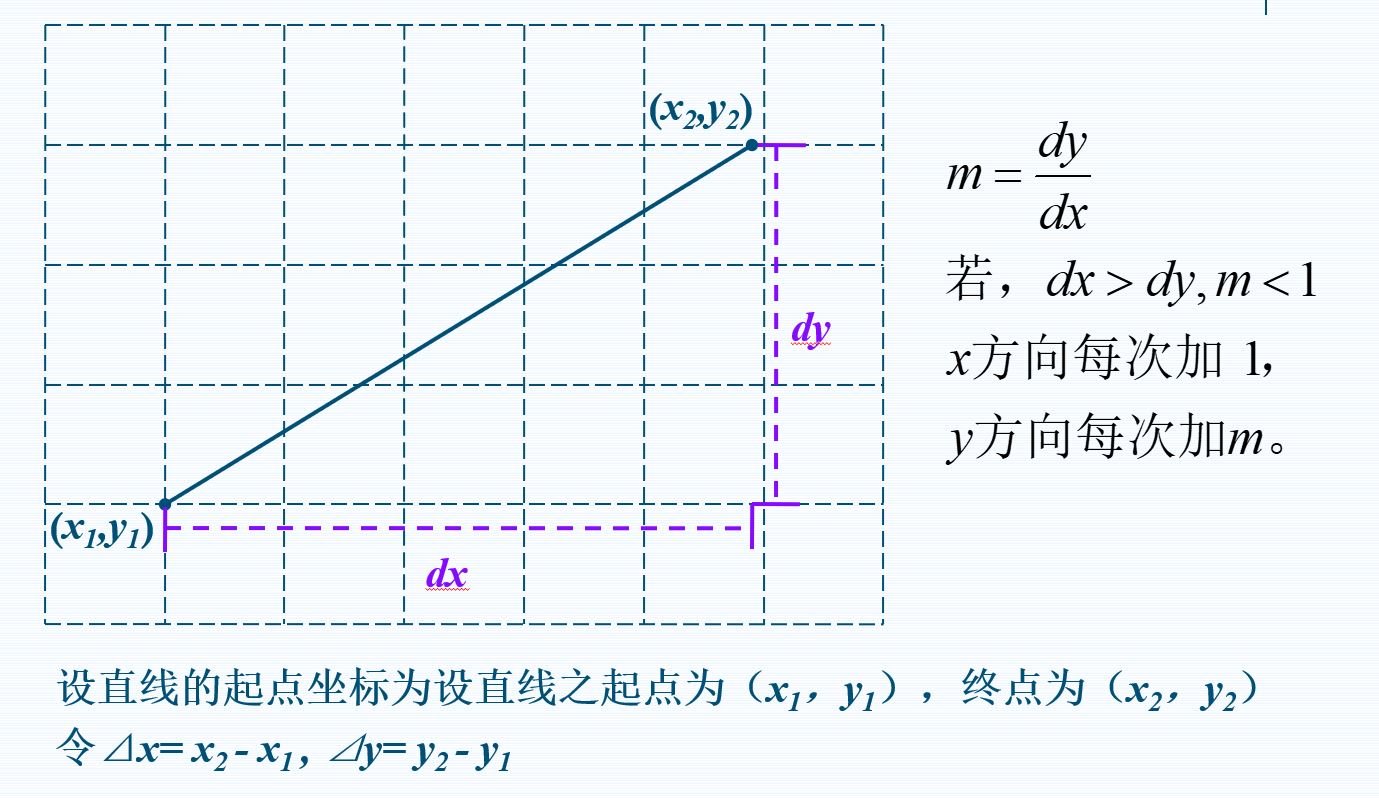 (x₂,y₂)
m = dy/dx
若，dx > dy, m < 1
dy
x方向每次加 1，
y方向每次加m。
(x₁,y₁)
dx
设直线的起点坐标为设直线之起点为（x₁，y₁），终点为（x₂，y₂）
令⊿x= x₂ - x₁ , ⊿y= y₂ - y₁